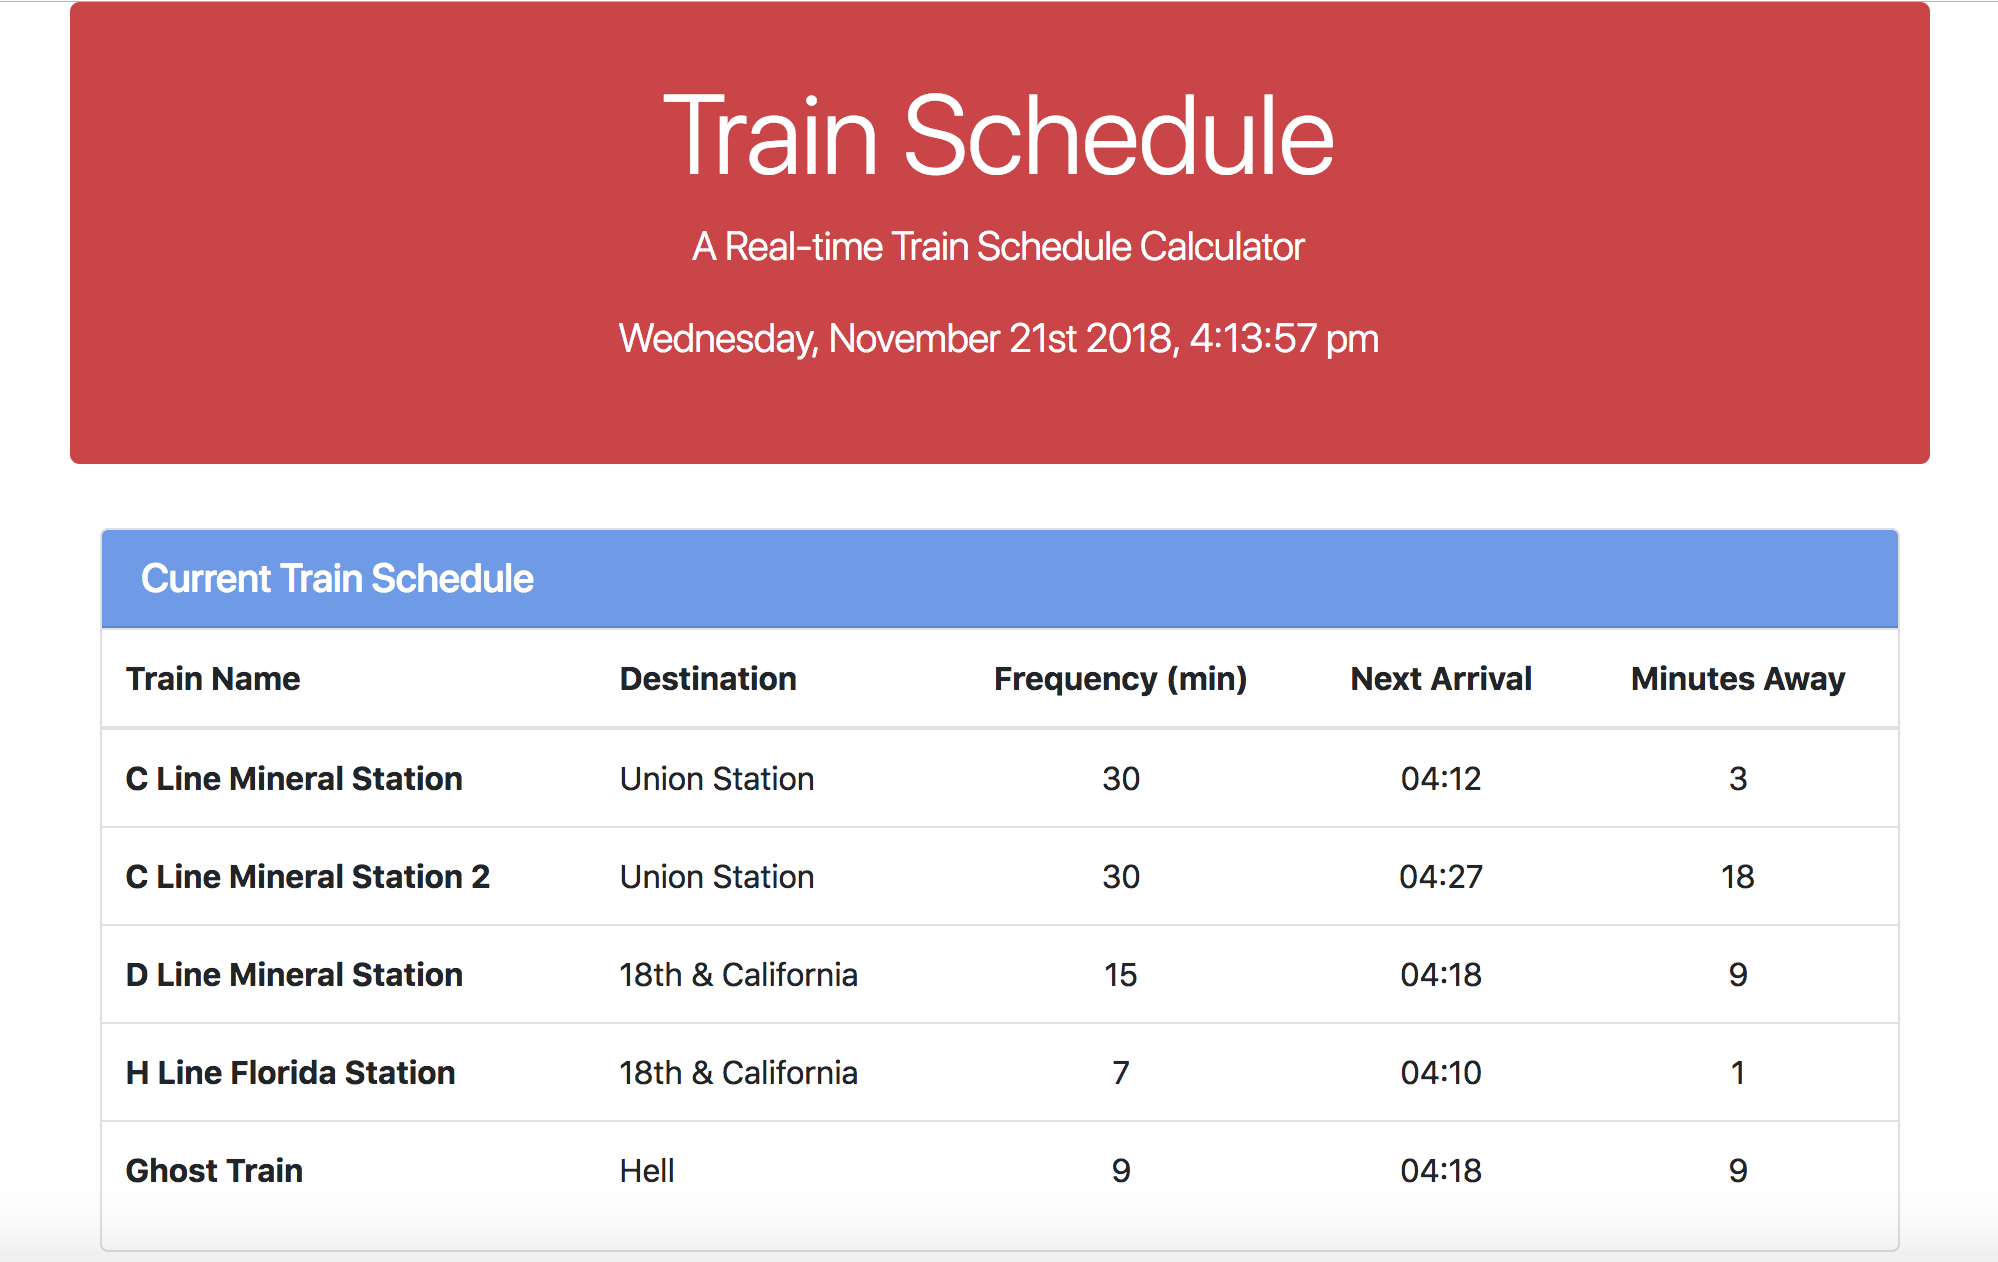 Train Schedule
A Real-time Train Schedule Calculator
Wednesday, November 21st 2018, 4:13:57 pm
Current Train Schedule
Train Name Destination Frequency (min) Next Arrival Minutes Away
C Line Mineral Station Union Station 30 04:12 3
C Line Mineral Station 2 Union Station 30 04:27 18
D Line Mineral Station 18th & California 15 04:18 9
H Line Florida Station 18th & California 7 04:10 1
Ghost Train Hell 9 04:18 9